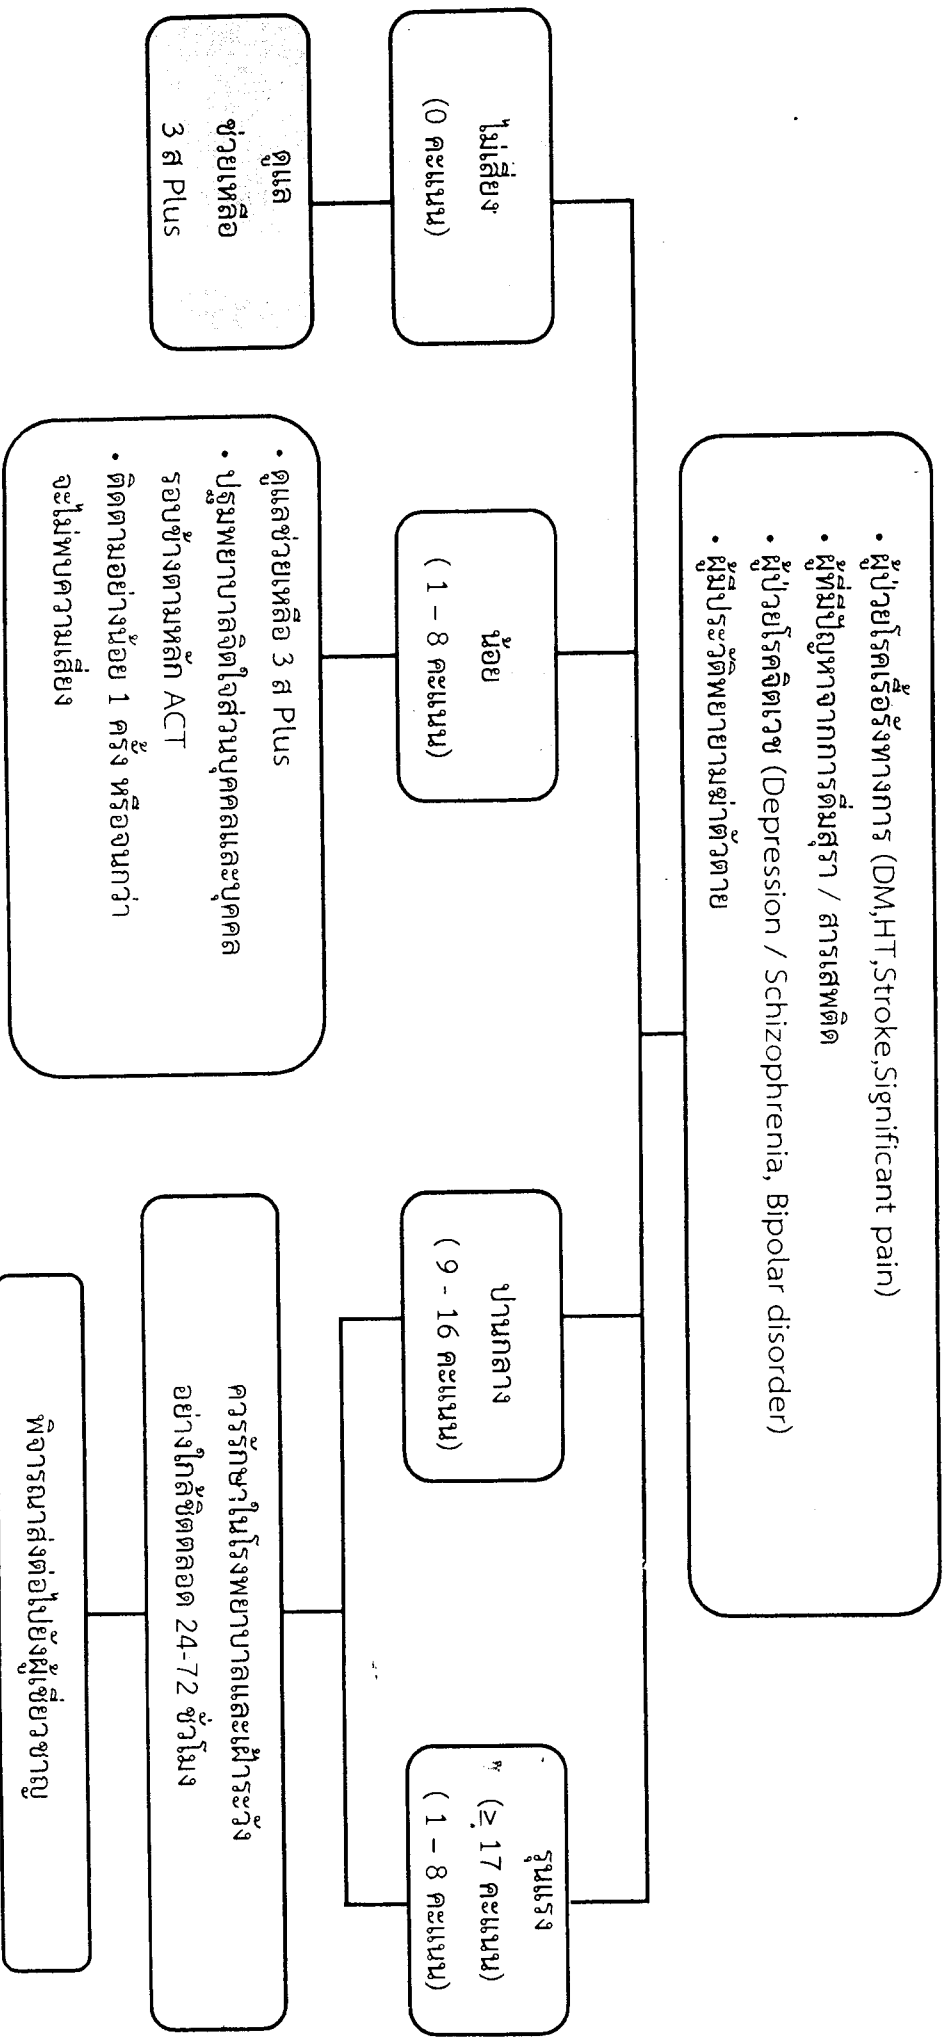 • ผู้ป่วยโรคเรื้อรังทางการ (DM,HT,Stroke,Significant pain)
• ผู้ที่มีปัญหาจากการดื่มสุรา / สารเสพติด
• ผู้ป่วยโรคจิตเวช (Depression / Schizophrenia, Bipolar disorder)
• ผู้มีประวัติพยายามฆ่าตัวตาย
ไม่เสี่ยง
(0 คะแนน)
น้อย
( 1 – 8 คะแนน)
ปานกลาง
( 9 - 16 คะแนน)
รุนแรง
(≥ 17 คะแนน)
( 1 – 8 คะแนน)
ดูแล
ช่วยเหลือ
3 ส Plus
• ดูแลช่วยเหลือ 3 ส Plus
• ปฐมพยาบาลจิตใจส่วนบุคคลและบุคคล
รอบข้างตามหลัก ACT
• ติดตามอย่างน้อย 1 ครั้ง หรือจนกว่า
จะไม่พบความเสี่ยง
ควรรักษาในโรงพยาบาลและเฝ้าระวัง
อย่างใกล้ชิดตลอด 24-72 ชั่วโมง
พิจารณาส่งต่อไปยังผู้เชี่ยวชาญ